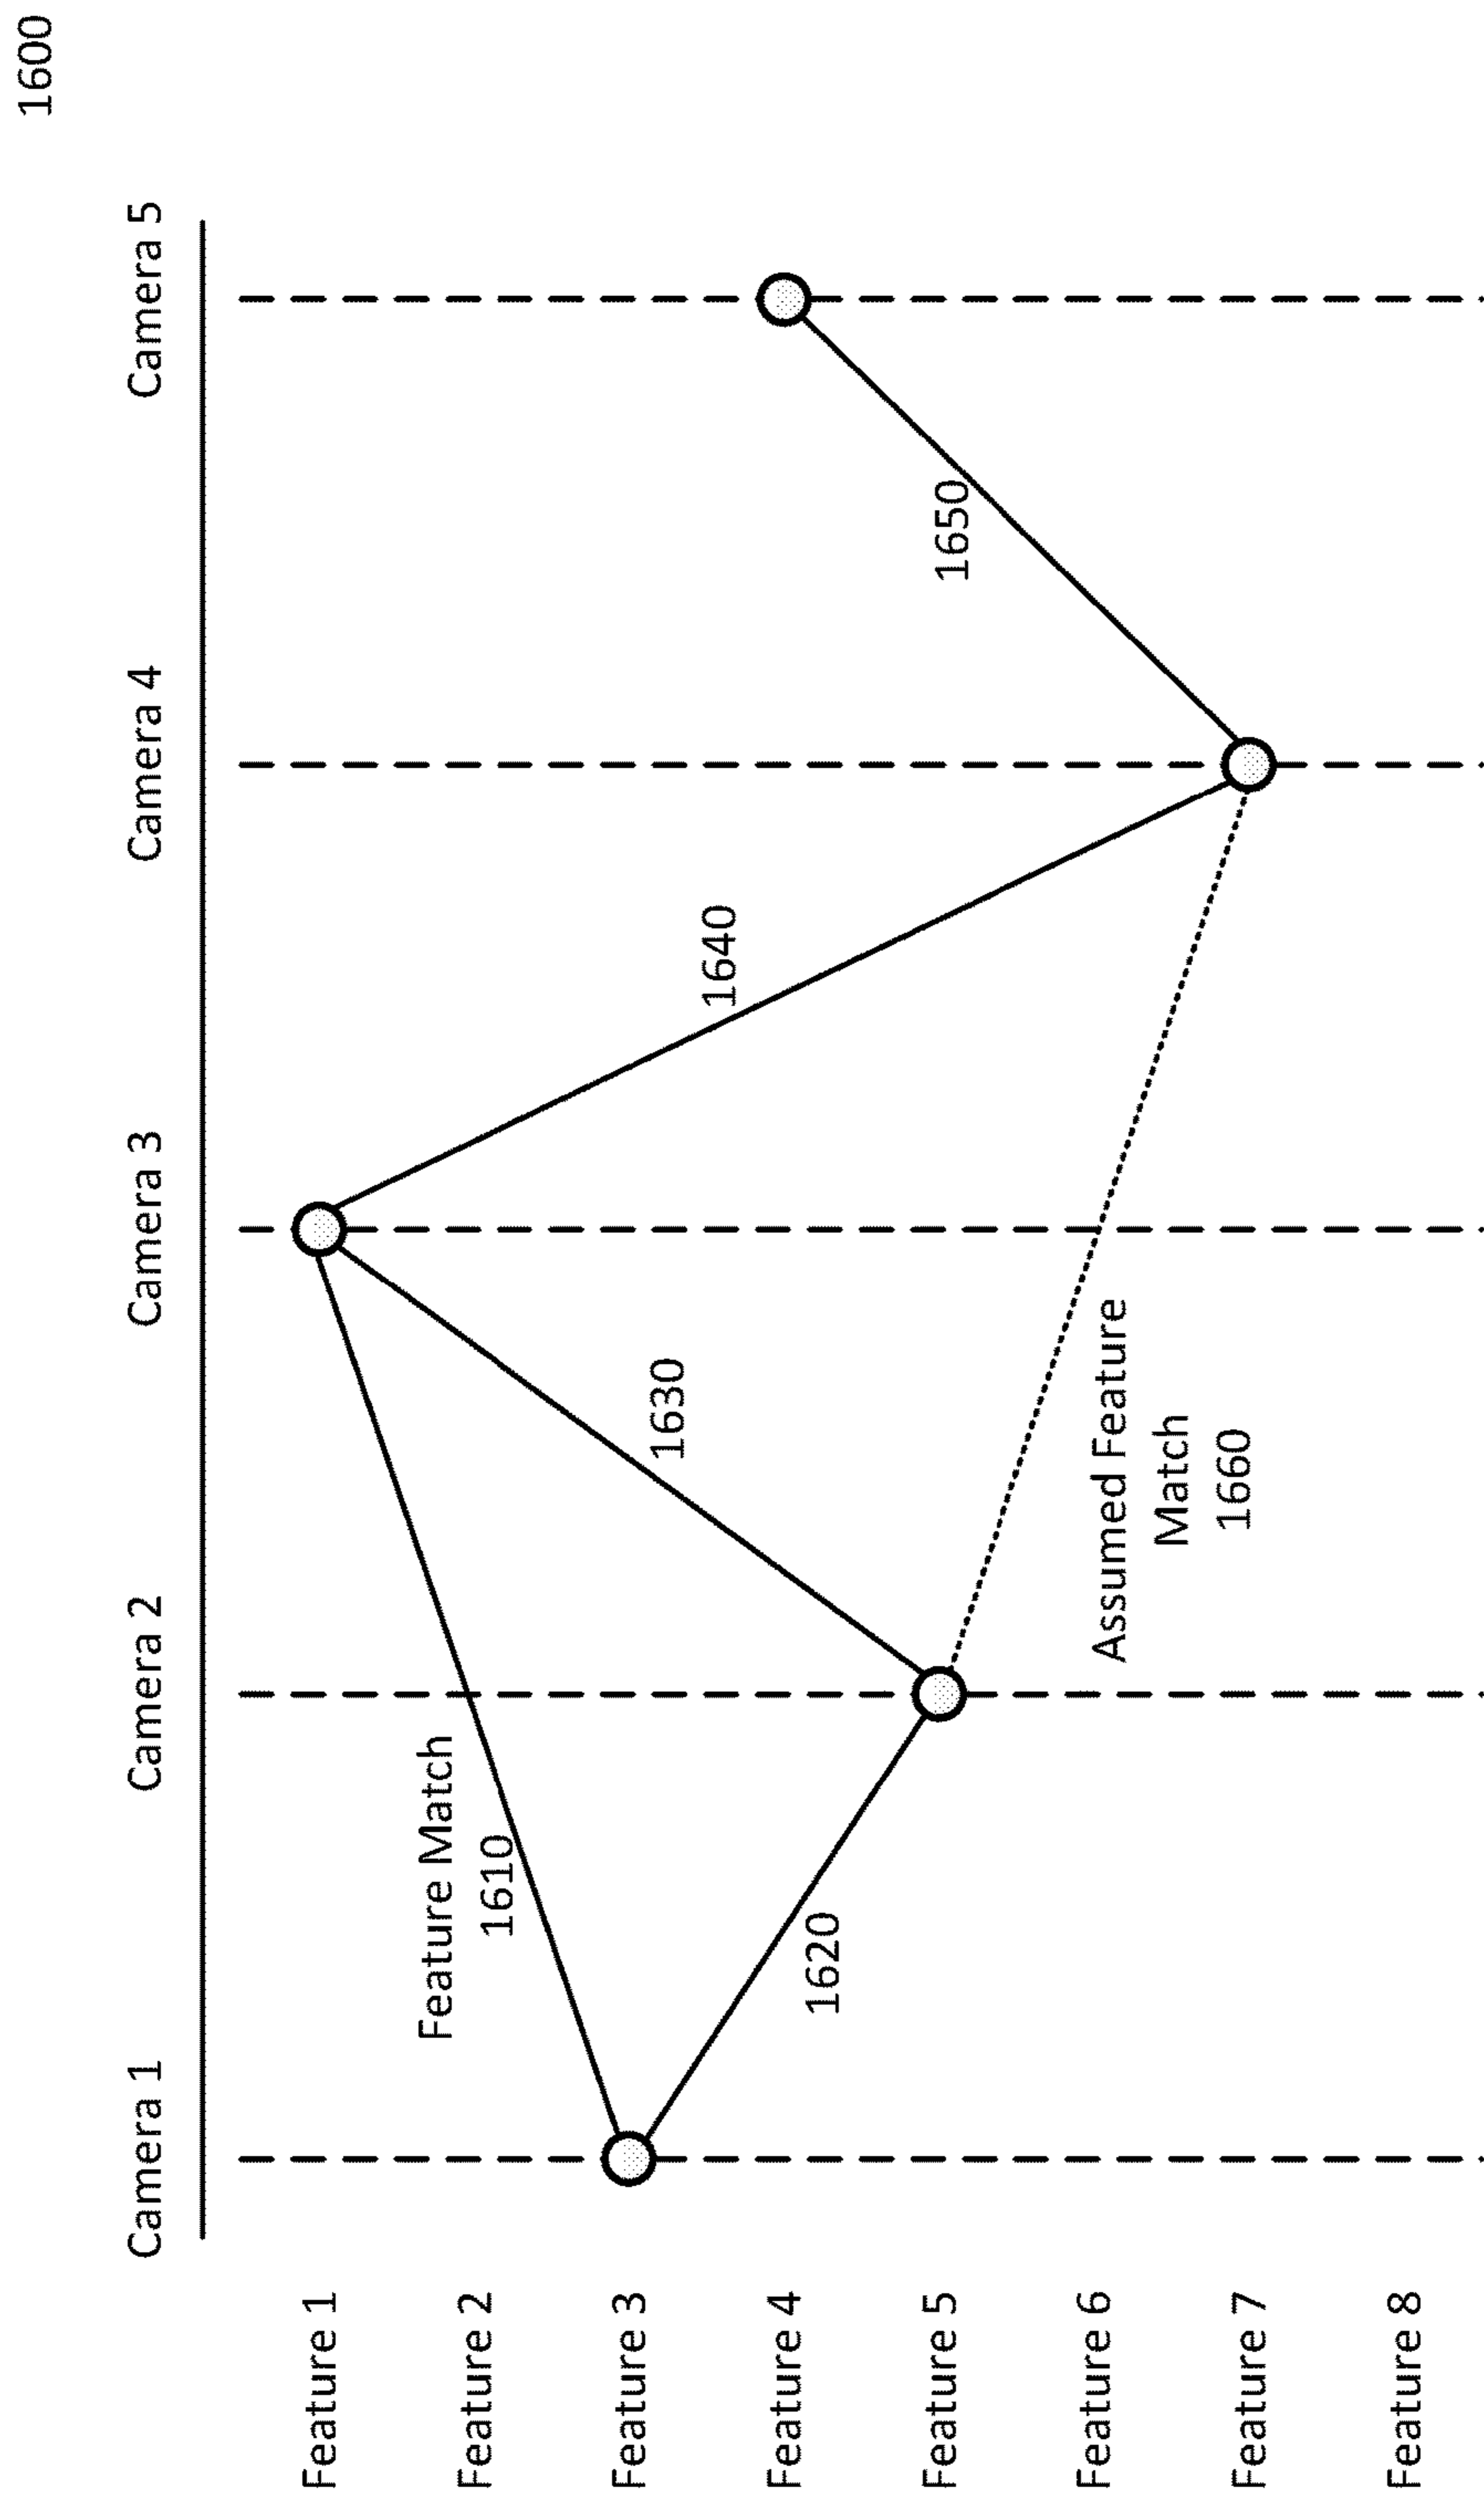 1600
Camera 1
Camera 2
Camera 3
Camera 4
Camera 5
Feature 1
Feature 2
Feature 3
Feature 4
Feature 5
Feature 6
Feature 7
Feature 8
Feature Match
1610
1620
1630
1640
1650
Assumed Feature
Match
1660